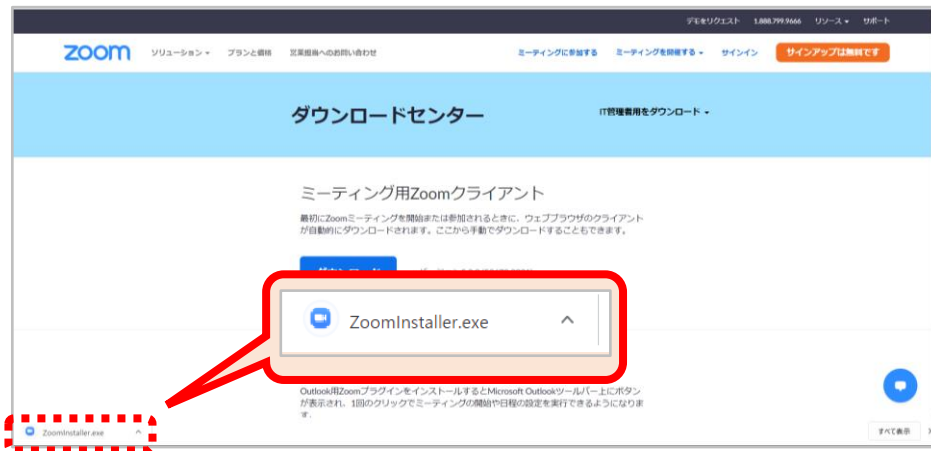 デモをリクエスト 1.888.799.9666 リソース サポート
zoom ソリューション プランと価格 営業担当へのお問い合わせ ミーティングに参加する ミーティングを開催する サインイン サインアップは無料です
ダウンロードセンター IT管理者用をダウンロード
ミーティング用Zoomクライアント
最初にZoomミーティングを開始または参加されるときに、ウェブブラウザのクライアント
が自動的にダウンロードされます。ここから手動でダウンロードすることもできます。
ZoomInstaller.exe
Outlook用ZoomプラグインをインストールするとMicrosoft Outlookツールバー上にボタン
が表示され、1回のクリックでミーティングの開始や日程の設定を実行できるようになりま
す.
ZoomInstaller.exe すべて表示